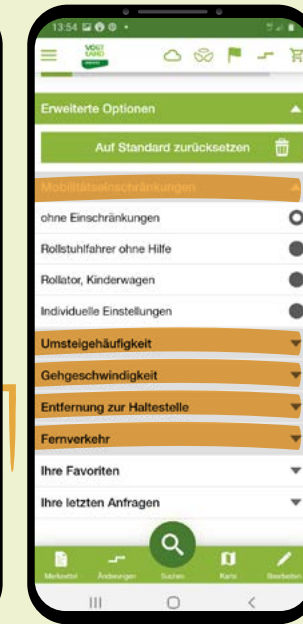 13:54
VOGT
LAND
Erweiterte Optionen
Auf Standard zurücksetzen
Mobilitätseinschränkungen
ohne Einschränkungen
Rollstuhlfahrer ohne Hilfe
Rollator, Kinderwagen
Individuelle Einstellungen
Umsteigehäufigkeit
Gehgeschwindigkeit
Entfernung zur Haltestelle
Fernverkehr
Ihre Favoriten
Ihre letzten Anfragen
Merkzettel Änderungen Suchen Karte Bearbeiten